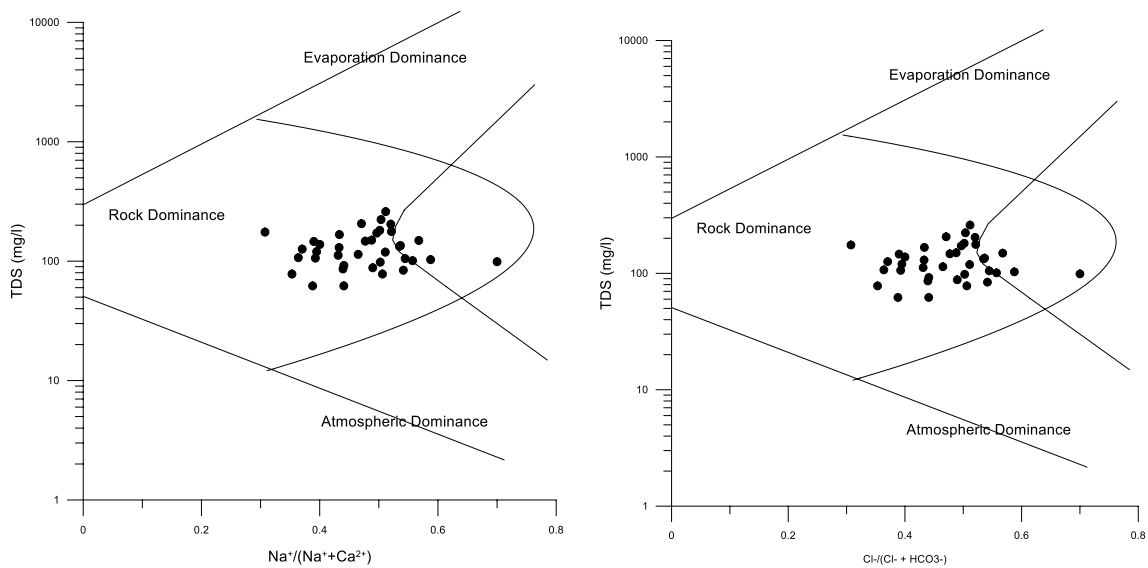 10000
Evaporation Dominance
1000
Rock Dominance
TDS (mg/l)
100
10
Atmospheric Dominance
1
0
0.2
0.4
0.6
0.8
Na⁺/(Na⁺+Ca²⁺)
10000
Evaporation Dominance
1000
Rock Dominance
TDS (mg/l)
100
10
Atmospheric Dominance
1
0
0.2
0.4
0.6
0.8
Cl-/(Cl- + HCO3-)